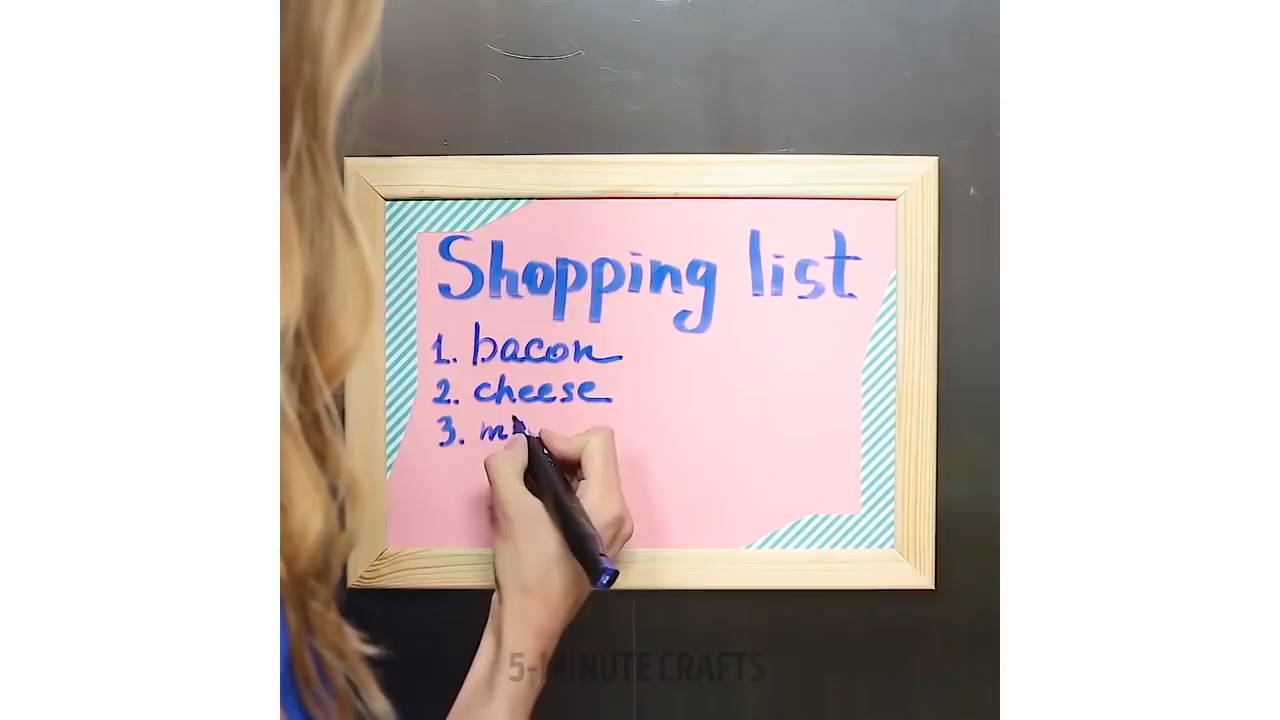 Shopping list
1. bacon
2. cheese
3. m
5-MINUTE CRAFTS